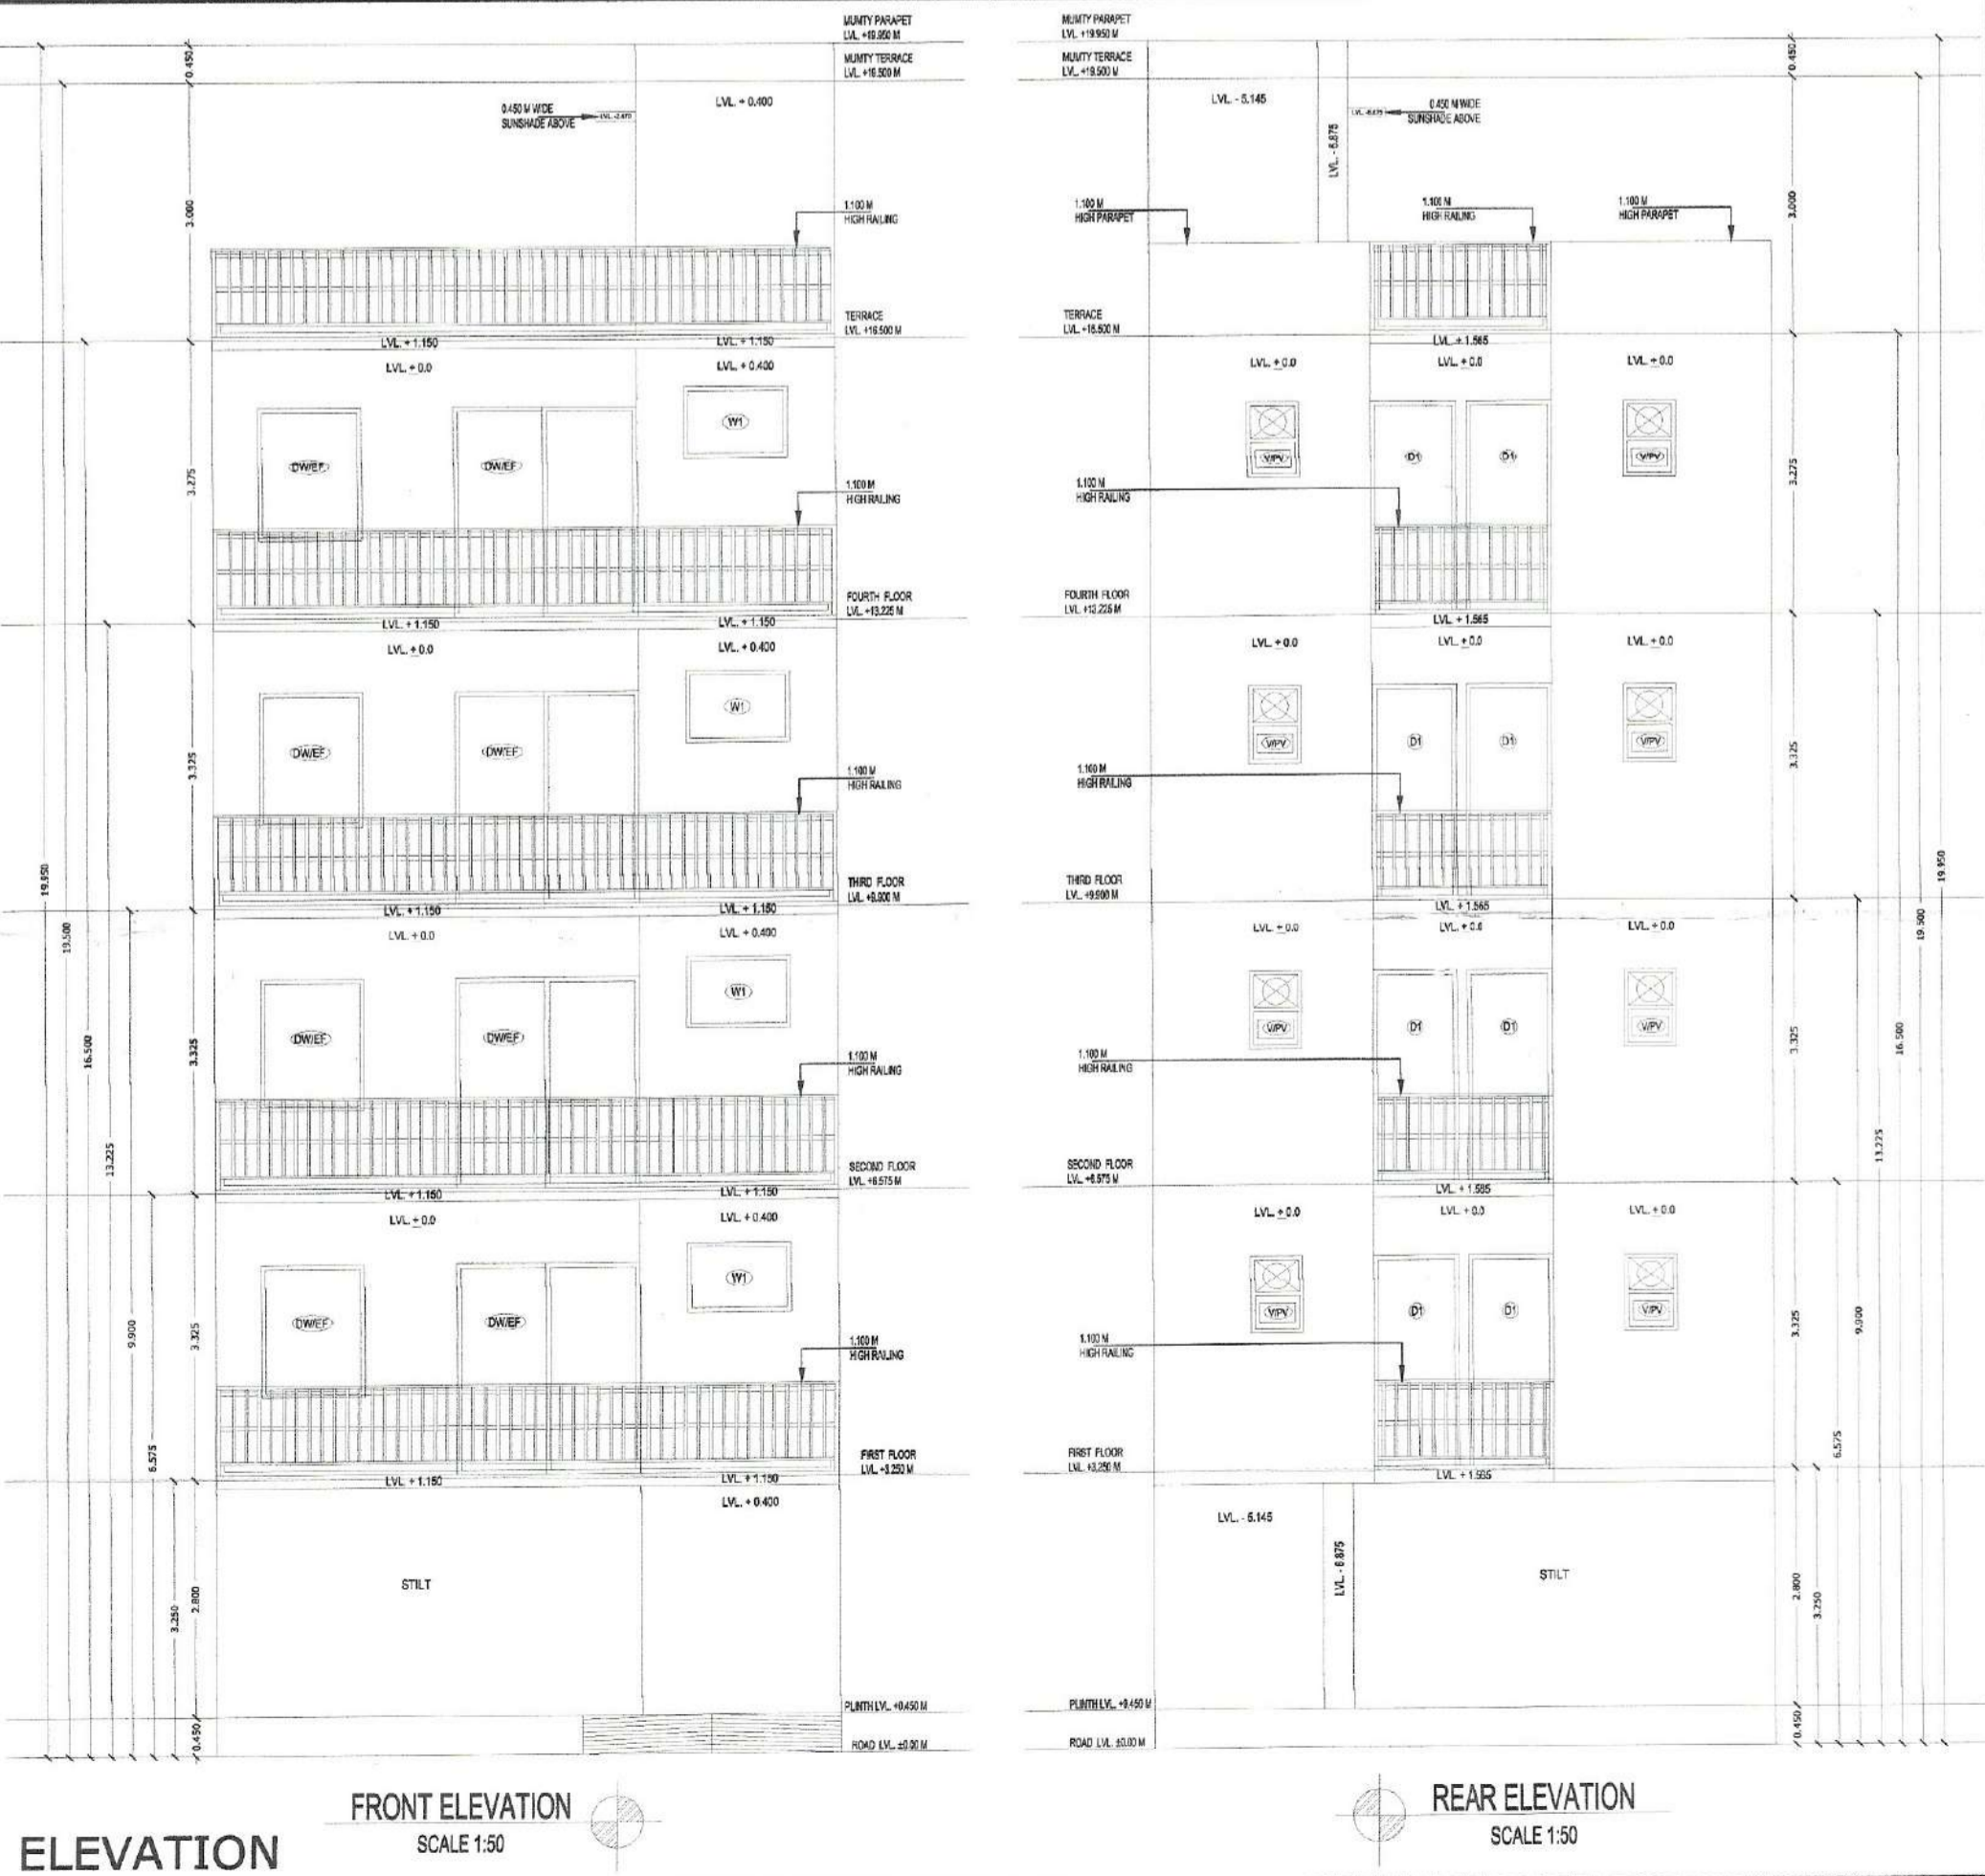 MUMTY PARAPET
LVL. +19.950 M
MUMTY TERRACE
LVL. +19.500 M
0.450
0.450 M WIDE
SUNSHADE ABOVE
LVL. + 0.400
3.000
1.100 M
HIGH RAILING
TERRACE
LVL. +16.500 M
LVL. + 1.150
LVL. + 1.150
LVL. + 0.0
LVL. + 0.400
W1
DW/EF
DW/EF
3.275
1.100 M
HIGH RAILING
FOURTH FLOOR
LVL. +13.225 M
LVL. + 1.150
LVL. + 1.150
LVL. + 0.0
LVL. + 0.400
W1
DW/EF
DW/EF
3.325
1.100 M
HIGH RAILING
THIRD FLOOR
LVL. +9.900 M
LVL. + 1.150
LVL. + 1.150
LVL. + 0.0
LVL. + 0.400
W1
DW/EF
DW/EF
3.325
1.100 M
HIGH RAILING
SECOND FLOOR
LVL. +6.575 M
LVL. + 1.150
LVL. + 1.150
LVL. + 0.0
LVL. + 0.400
W1
DW/EF
DW/EF
3.325
1.100 M
HIGH RAILING
FIRST FLOOR
LVL. +3.250 M
LVL. + 1.150
LVL. + 1.150
LVL. + 0.400
STILT
2.800
PLINTH LVL. +0.450 M
0.450
ROAD LVL. ±0.00 M
19.950
19.500
16.500
13.225
9.900
6.575
3.250
FRONT ELEVATION
SCALE 1:50
ELEVATION
MUMTY PARAPET
LVL. +19.950 M
MUMTY TERRACE
LVL. +19.500 M
0.450
LVL. - 5.145
LVL. - 6.875
0.450 M WIDE
SUNSHADE ABOVE
3.000
1.100 M
HIGH PARAPET
1.100 M
HIGH RAILING
1.100 M
HIGH PARAPET
TERRACE
LVL. +16.500 M
LVL. + 1.565
LVL. + 0.0
LVL. + 0.0
LVL. + 0.0
V/PV
D1
D1
V/PV
3.275
1.100 M
HIGH RAILING
FOURTH FLOOR
LVL. +13.225 M
LVL. + 1.565
LVL. + 0.0
LVL. + 0.0
LVL. + 0.0
V/PV
D1
D1
V/PV
3.325
1.100 M
HIGH RAILING
THIRD FLOOR
LVL. +9.900 M
LVL. + 1.565
LVL. + 0.0
LVL. + 0.0
LVL. + 0.0
V/PV
D1
D1
V/PV
3.325
1.100 M
HIGH RAILING
SECOND FLOOR
LVL. +6.575 M
LVL. + 1.565
LVL. + 0.0
LVL. + 0.0
LVL. + 0.0
V/PV
D1
D1
V/PV
3.325
1.100 M
HIGH RAILING
FIRST FLOOR
LVL. +3.250 M
LVL. + 1.565
LVL. - 5.145
LVL. - 6.875
STILT
2.800
PLINTH LVL. +0.450 M
0.450
ROAD LVL. ±0.00 M
3.250
6.575
9.900
13.225
16.500
19.500
19.950
REAR ELEVATION
SCALE 1:50